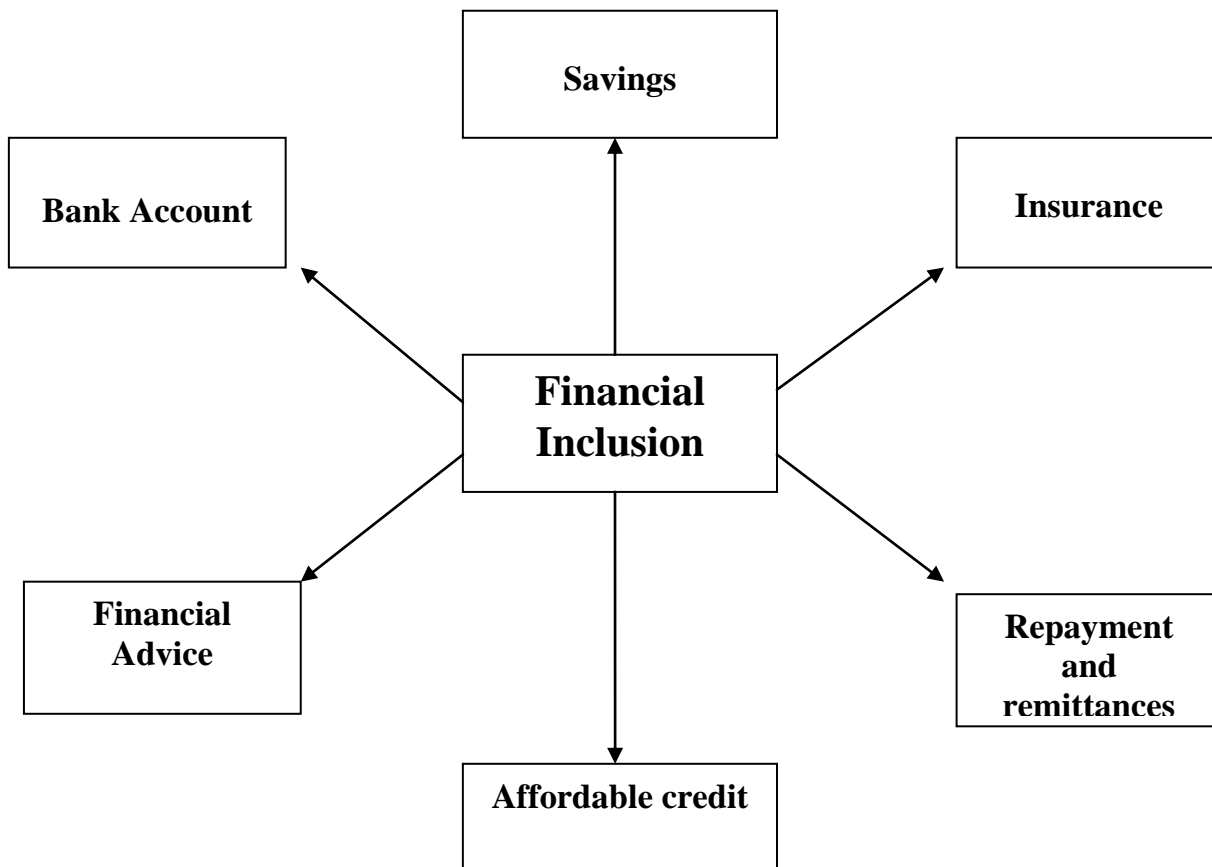 Savings
Bank Account
Insurance
Financial
Inclusion
Financial
Advice
Repayment
and
remittances
Affordable credit